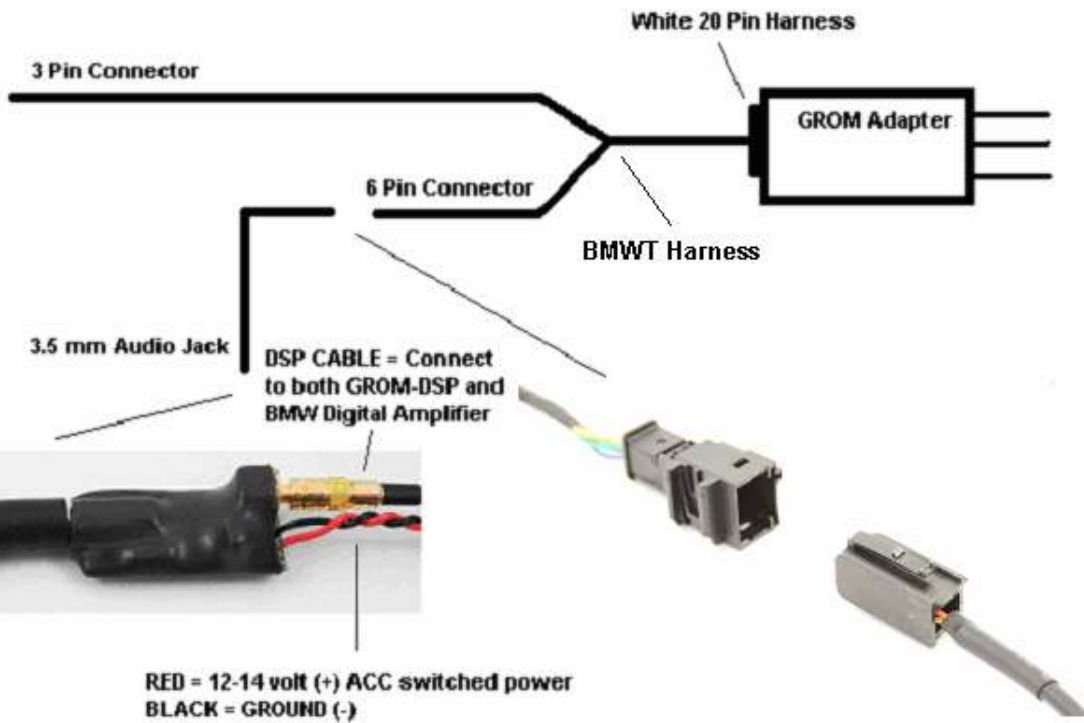 White 20 Pin Harness
3 Pin Connector
GROM Adapter
6 Pin Connector
BMWT Harness
3.5 mm Audio Jack
DSP CABLE = Connect
to both GROM-DSP and
BMW Digital Amplifier
RED = 12-14 volt (+) ACC switched power
BLACK = GROUND (-)